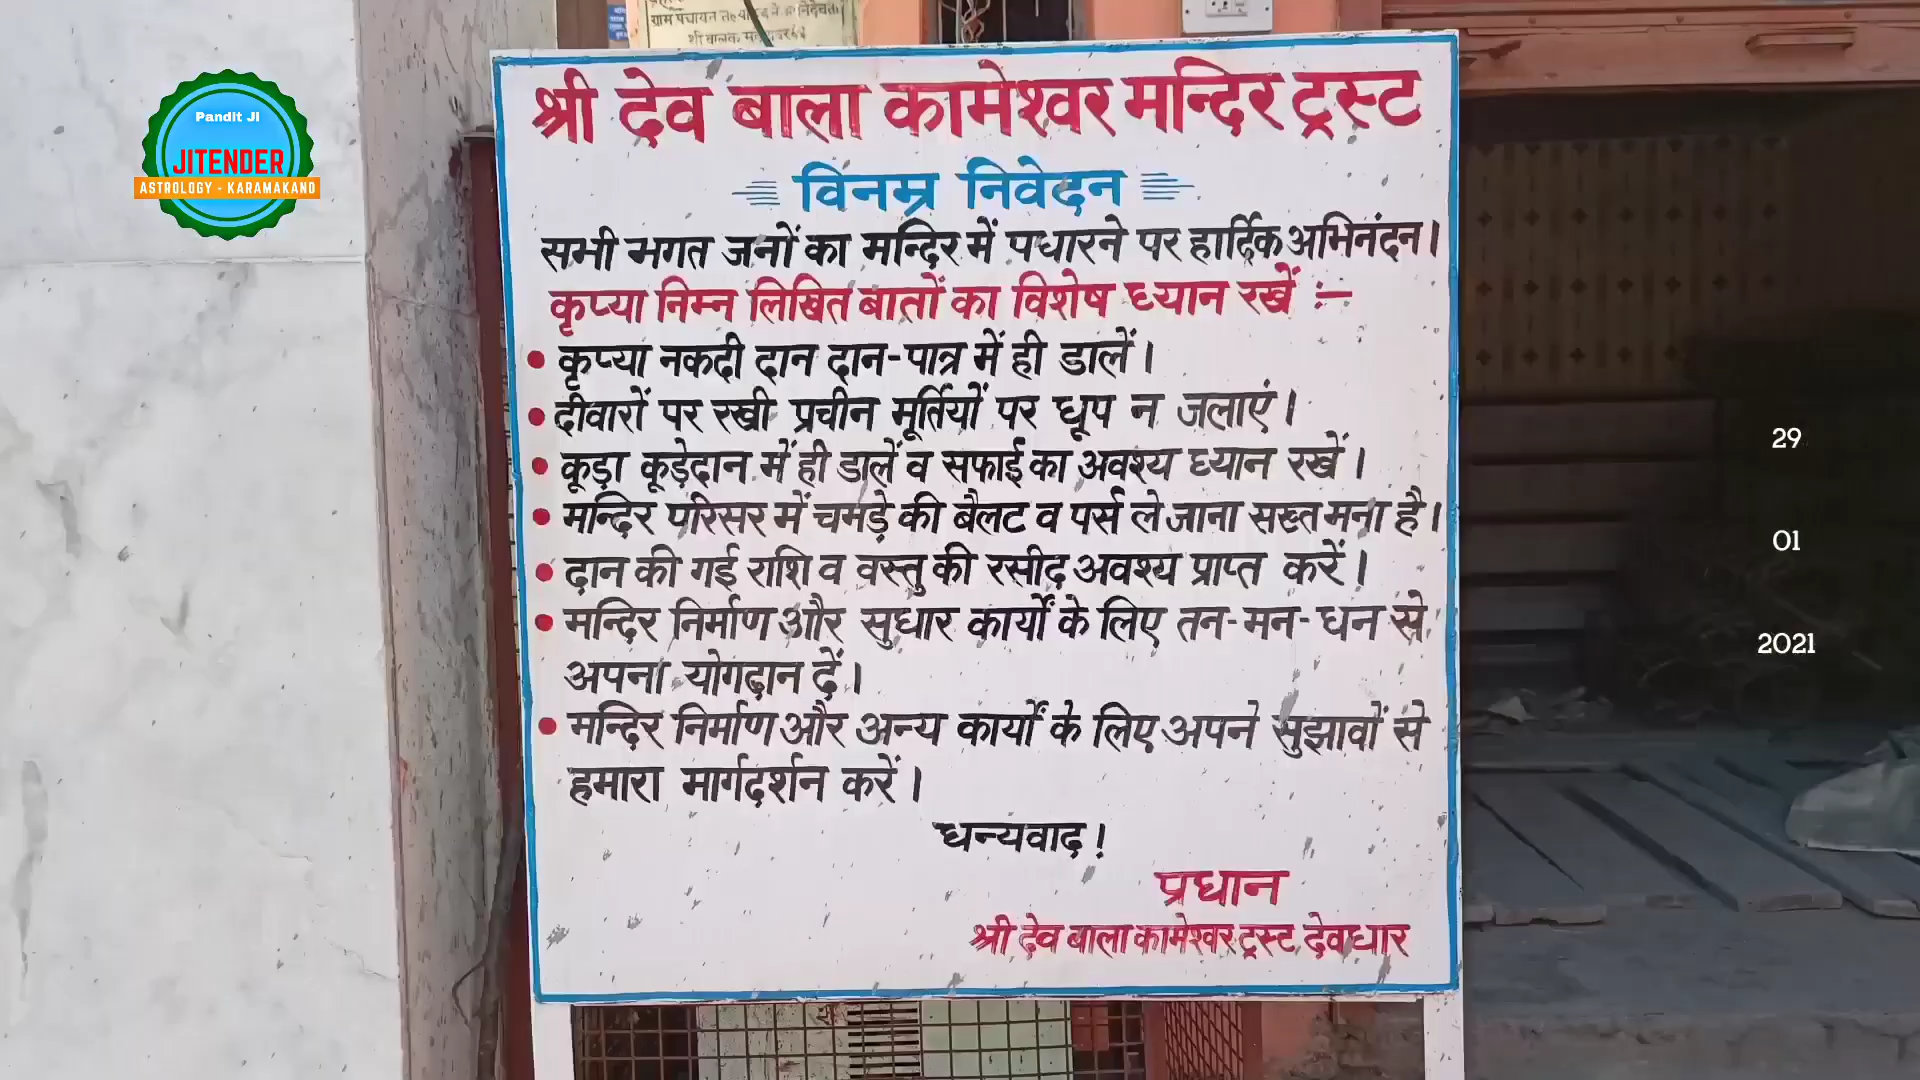 ग्राम पंचायत
Pandit Ji
JITENDER
ASTROLOGY - KARAMAKAND
श्री देव बाला कामेश्वर मन्दिर ट्रस्ट
विनम्र निवेदन
सभी भगत जनों का मन्दिर में पधारने पर हार्दिक अभिनंदन।
कृप्या निम्न लिखित बातों का विशेष ध्यान रखें :-
• कृप्या नकदी दान दान-पात्र में ही डालें।
• दीवारों पर रखी प्रचीन मूर्तियों पर धूप न जलाएं।
• कूड़ा कूड़ेदान में ही डालें व सफाई का अवश्य ध्यान रखें।
• मन्दिर परिसर में चमड़े की बैलट व पर्स ले जाना सख्त मना है।
• दान की गई राशि व वस्तु की रसीद अवश्य प्राप्त करें।
• मन्दिर निर्माण और सुधार कार्यों के लिए तन-मन-धन से
अपना योगदान दें।
• मन्दिर निर्माण और अन्य कार्यों के लिए अपने सुझावों से
हमारा मार्गदर्शन करें।
धन्यवाद!
प्रधान
श्री देव बाला कामेश्वर ट्रस्ट देवधार
29
01
2021